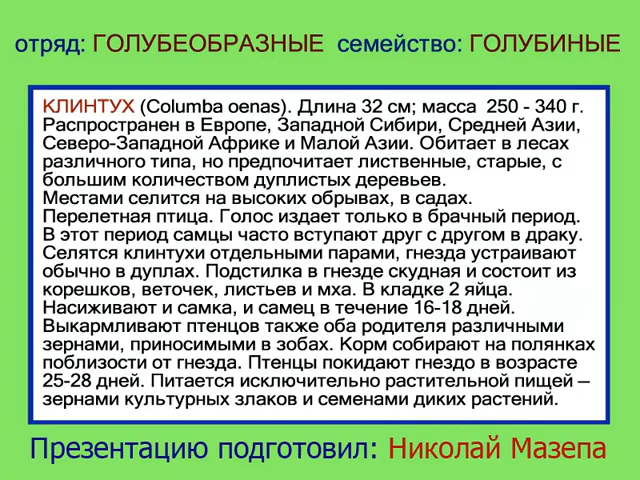 отряд: ГОЛУБЕОБРАЗНЫЕ семейство: ГОЛУБИНЫЕ
КЛИНТУХ (Columba oenas). Длина 32 см; масса 250 - 340 г.
Распространен в Европе, Западной Сибири, Средней Азии,
Северо-Западной Африке и Малой Азии. Обитает в лесах
различного типа, но предпочитает лиственные, старые, с
большим количеством дуплистых деревьев.
Местами селится на высоких обрывах, в садах.
Перелетная птица. Голос издает только в брачный период.
В этот период самцы часто вступают друг с другом в драку.
Селятся клинтухи отдельными парами, гнезда устраивают
обычно в дуплах. Подстилка в гнезде скудная и состоит из
корешков, веточек, листьев и мха. В кладке 2 яйца.
Насиживают и самка, и самец в течение 16-18 дней.
Выкармливают птенцов также оба родителя различными
зернами, приносимыми в зобах. Корм собирают на полянках
поблизости от гнезда. Птенцы покидают гнездо в возрасте
25-28 дней. Питается исключительно растительной пищей —
зернами культурных злаков и семенами диких растений.
Презентацию подготовил: Николай Мазепа